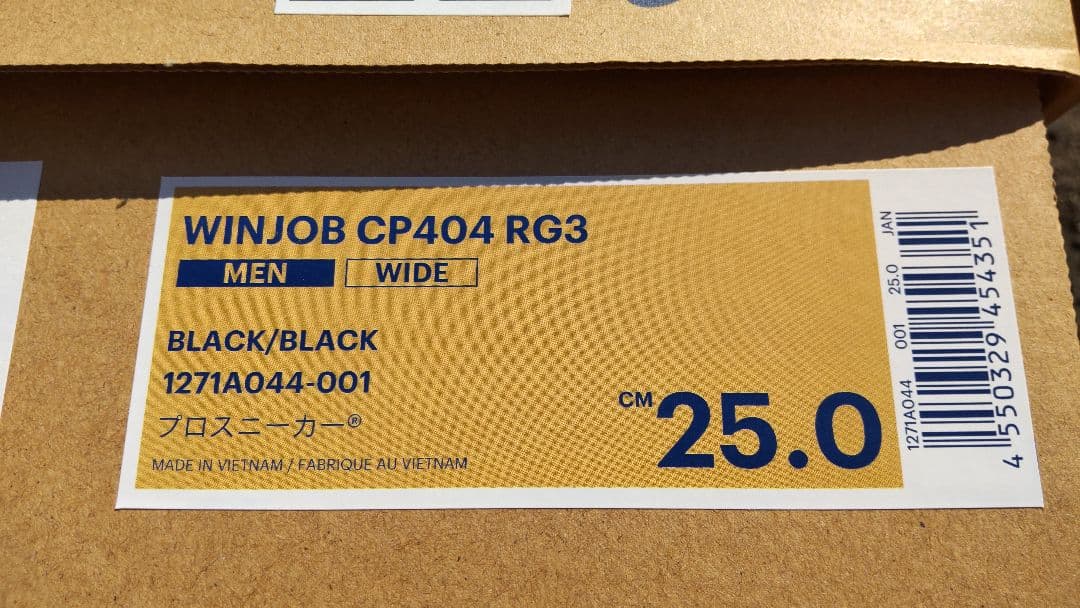 WINJOB CP404 RG3
MEN WIDE
BLACK/BLACK
1271A044-001
プロスニーカー®
MADE IN VIETNAM / FABRIQUE AU VIETNAM
CM 25.0
1271A044 001 25.0 JAN
4 550329 454351